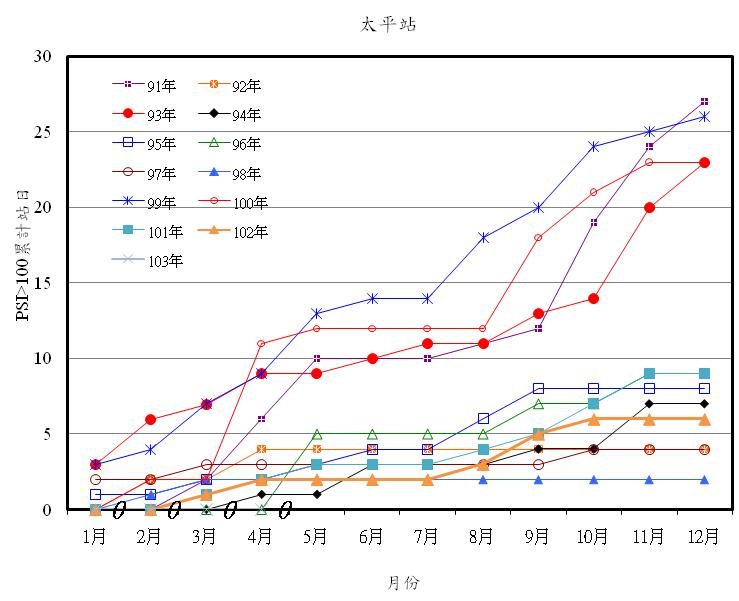 太平站
30
25
20
15
10
5
0
PSI>100累計站日
91年 92年
93年 94年
95年 96年
97年 98年
99年 100年
101年 102年
103年
0 0 0 0
1月 2月 3月 4月 5月 6月 7月 8月 9月 10月 11月 12月
月份